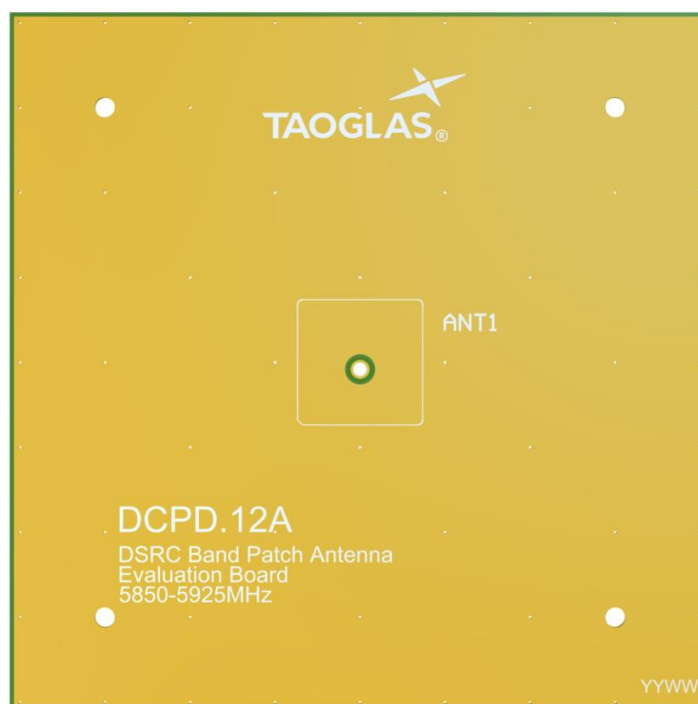 TAOGLAS®
ANT1
DCPD.12A
DSRC Band Patch Antenna
Evaluation Board
5850-5925MHz
YYWW